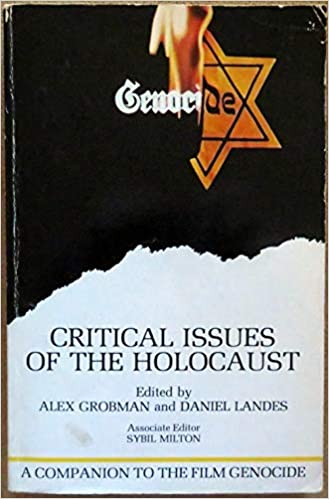 Genocide
CRITICAL ISSUES
OF THE HOLOCAUST
Edited by
ALEX GROBMAN and DANIEL LANDES
Associate Editor
SYBIL MILTON
A COMPANION TO THE FILM GENOCIDE